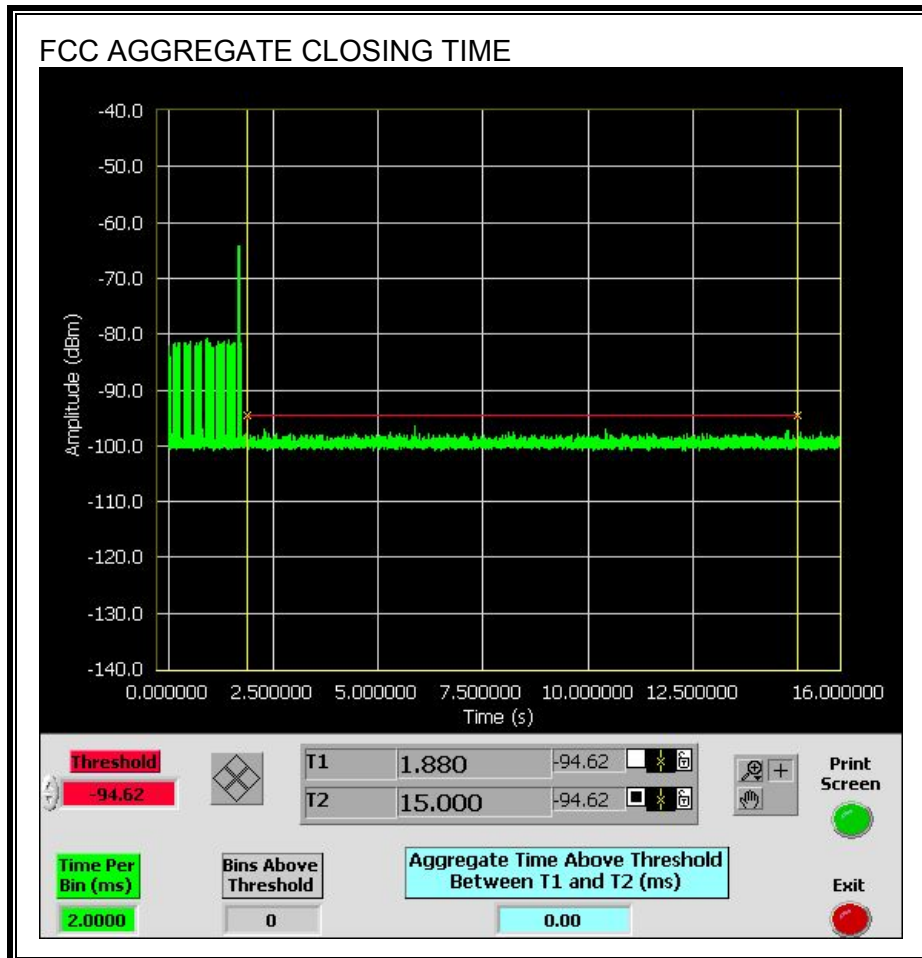 FCC AGGREGATE CLOSING TIME
-40.0
-50.0
-60.0
-70.0
-80.0
-90.0
-100.0
-110.0
-120.0
-130.0
-140.0
Amplitude (dBm)
0.000000 2.500000 5.000000 7.500000 10.000000 12.500000 16.000000
Time (s)
Threshold
-94.62
T1 1.880 -94.62
T2 15.000 -94.62
Print
Screen
Time Per
Bin (ms)
2.0000
Bins Above
Threshold
0
Aggregate Time Above Threshold
Between T1 and T2 (ms)
0.00
Exit